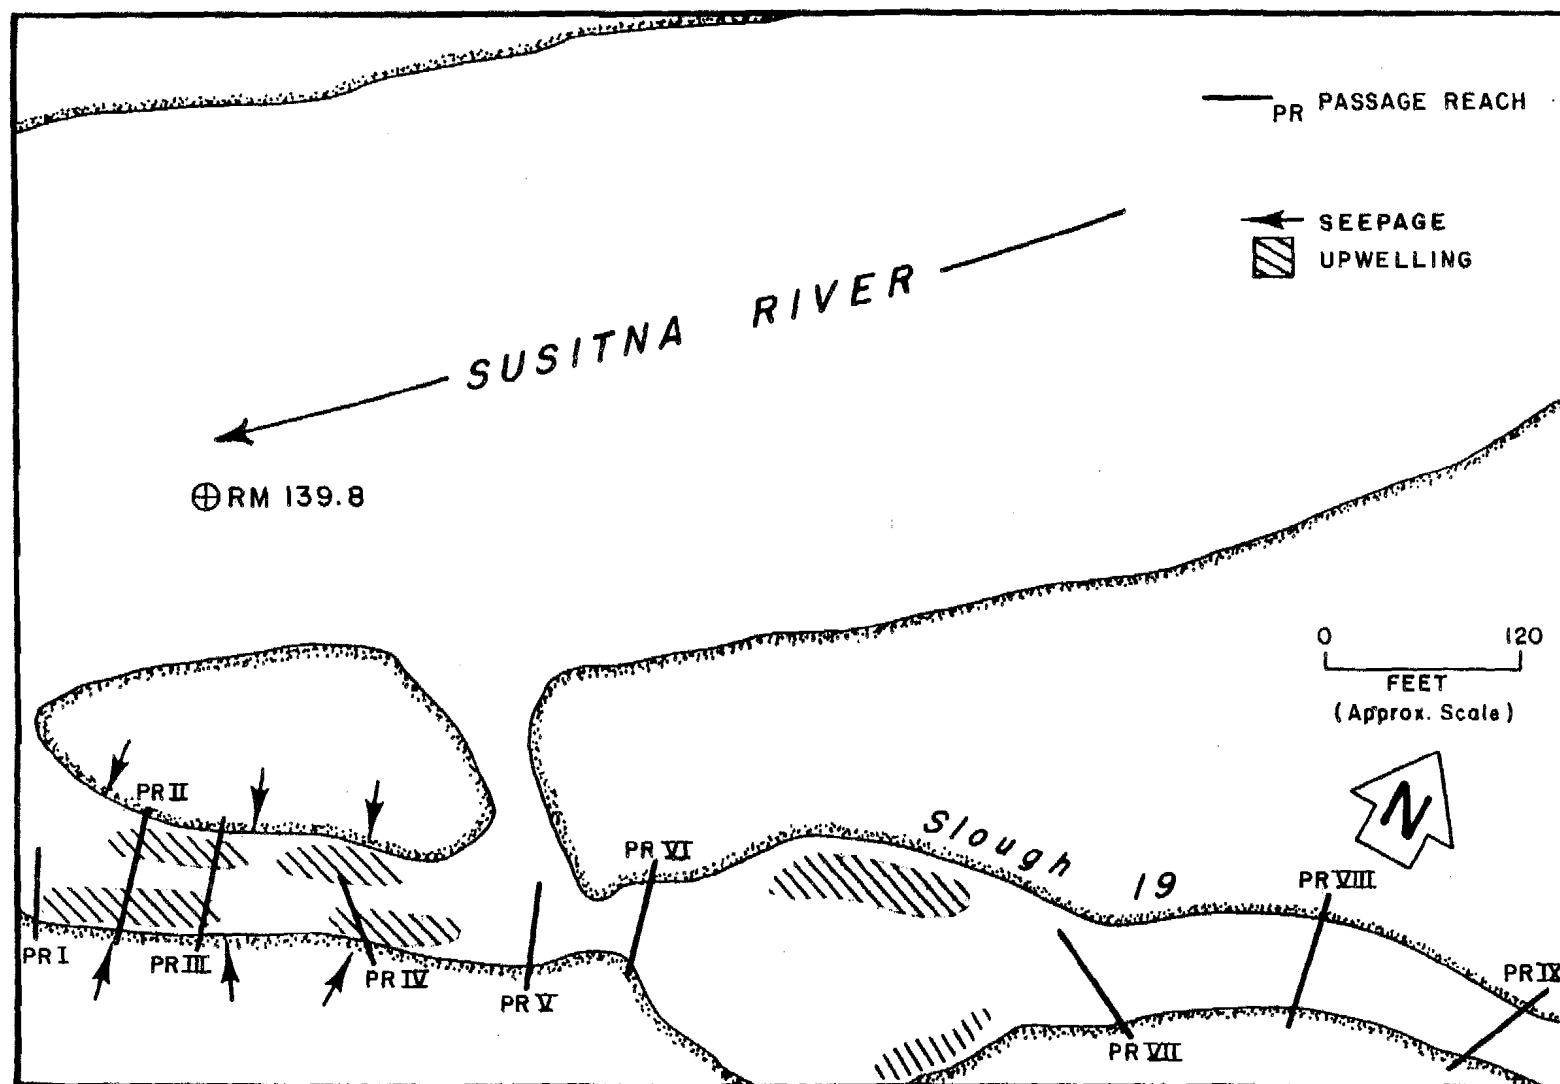 PR PASSAGE REACH
SEEPAGE
UPWELLING
SUSITNA RIVER
RM 139.8
0 120
FEET
(Approx. Scale)
N
PR II
Slough 19
PR VI
PR VIII
PR I
PR III
PR IV
PR V
PR VII
PR IX